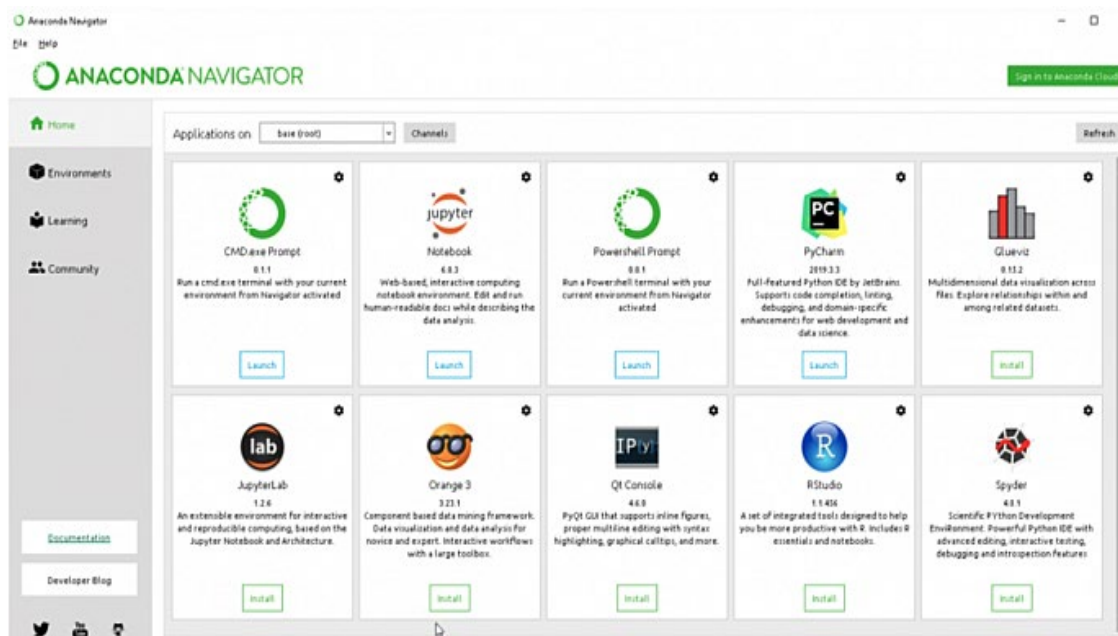 Anaconda Navigator
File Help
ANACONDA NAVIGATOR
Sign in to Anaconda Cloud
Home
Environments
Learning
Community
Documentation
Developer Blog
Applications on base (root) Channels
Refresh
CMD.exe Prompt
0.1.1
Run a cmd.exe terminal with your current
environment from Navigator activated
Launch
jupyter
Notebook
6.0.3
Web-based, interactive computing
notebook environment. Edit and run
human-readable docs while describing the
data analysis.
Launch
Powershell Prompt
0.0.1
Run a Powershell terminal with your
current environment from Navigator
activated
Launch
PC
PyCharm
2019.3.3
Full-featured Python IDE by JetBrains.
Supports code completion, linting,
debugging, and domain-specific
enhancements for web development and
data science.
Launch
Glueviz
0.13.2
Multidimensional data visualization across
files. Explore relationships within and
among related datasets.
Install
lab
JupyterLab
1.2.6
An extensible environment for interactive
and reproducible computing, based on the
Jupyter Notebook and Architecture.
Install
Orange 3
3.23.1
Component based data mining framework.
Data visualization and data analysis for
novice and expert. Interactive workflows
with a large toolbox.
Install
IP[y]
Qt Console
4.6.0
PyQt GUI that supports inline figures,
proper multiline editing with syntax
highlighting, graphical calltips, and more.
Install
R
RStudio
1.1.456
A set of integrated tools designed to help
you be more productive with R. Includes R
essentials and notebooks.
Install
Spyder
4.0.1
Scientific PYthon Development
EnviRonment. Powerful Python IDE with
advanced editing, interactive testing,
debugging and introspection features
Install